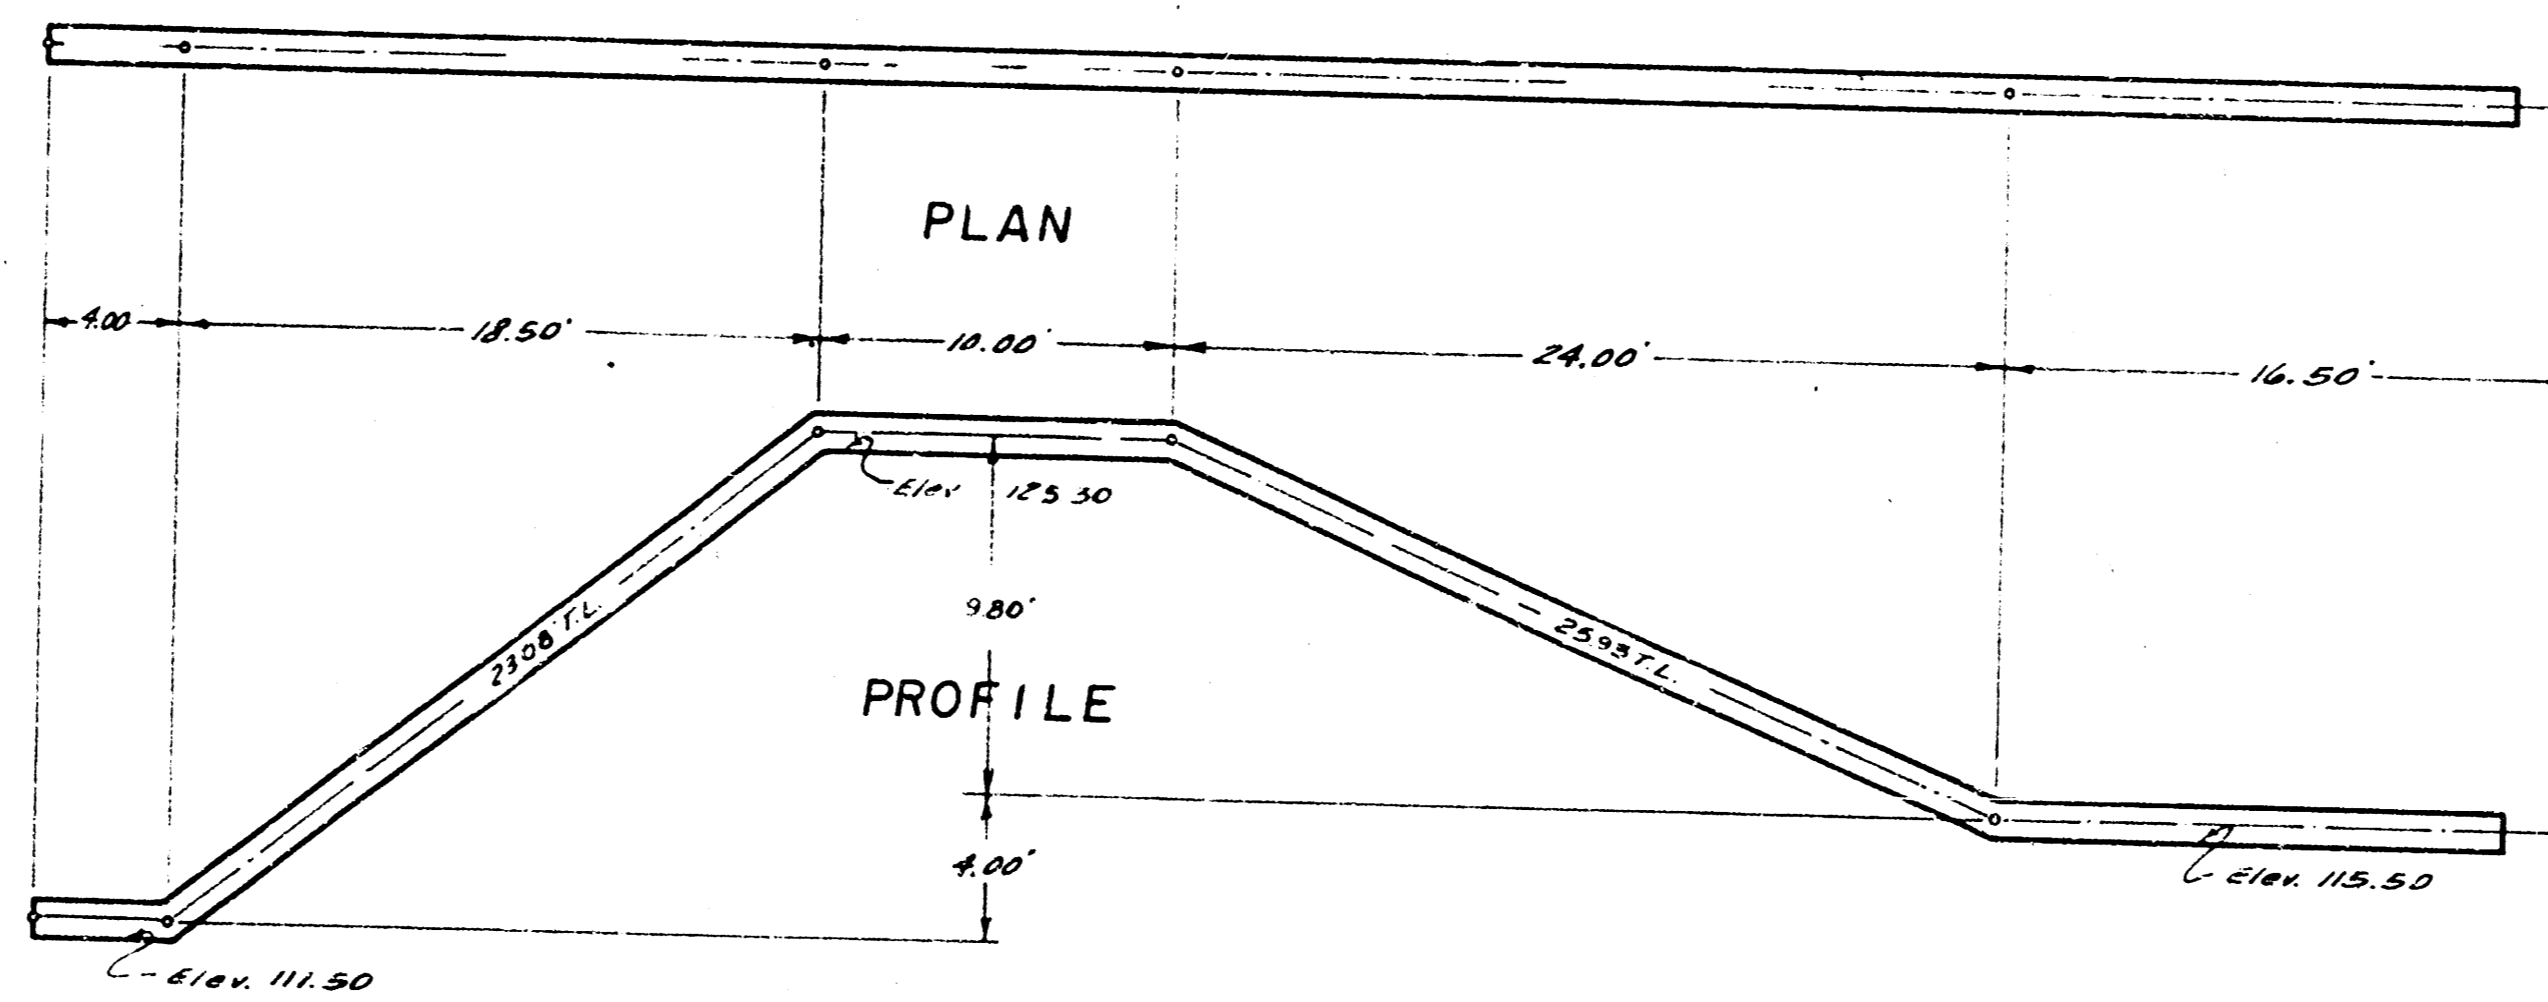 PLAN
4.00
18.50'
10.00'
24.00'
16.50'
Elev 125 30
9.80'
2308' T.L.
25.93 T.L.
PROFILE
4.00'
Elev. 115.50
Elev. 111.50